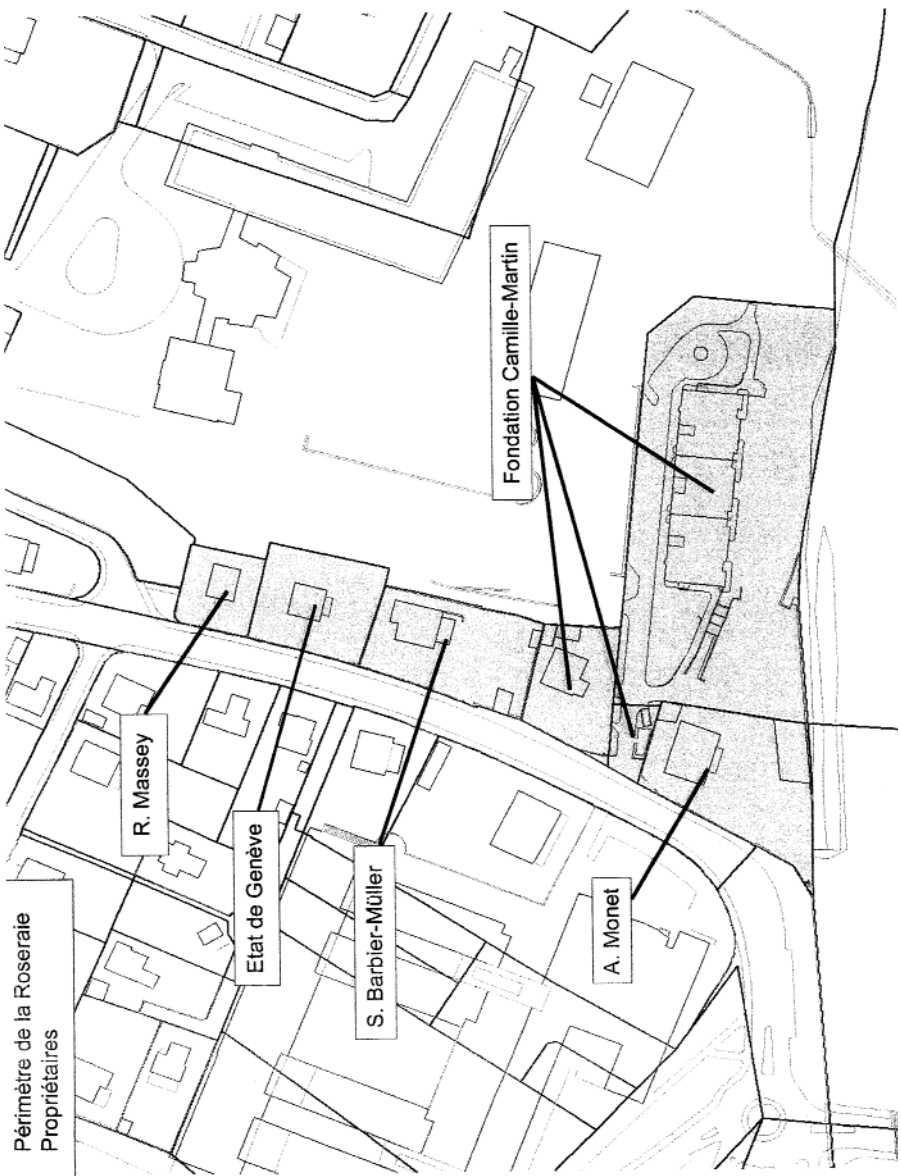 Périmètre de la Roseraie
Propriétaires
R. Massey
Etat de Genève
S. Barbier-Müller
A. Monet
Fondation Camille-Martin